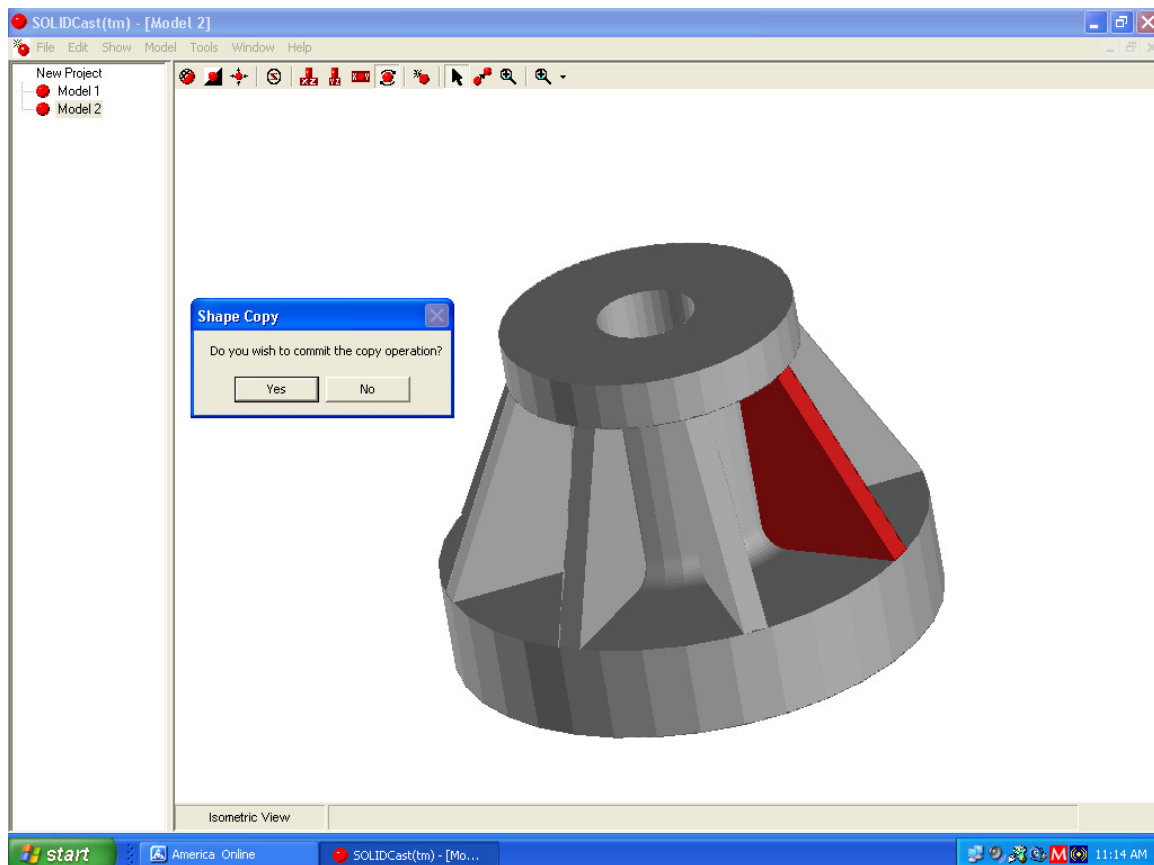 SOLIDCast(tm) - [Model 2]
File Edit Show Model Tools Window Help
New Project
Model 1
Model 2
Shape Copy
Do you wish to commit the copy operation?
Yes No
Isometric View
start America Online SOLIDCast(tm) - [Mo... M 11:14 AM